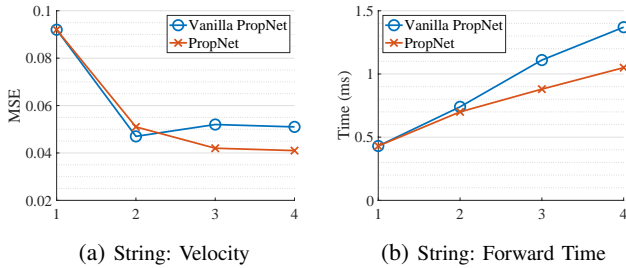 0.1
0.08
0.06
0.04
0.02
MSE
Vanilla PropNet
PropNet
1 2 3 4
(a) String: Velocity
1.5
1
0.5
0
Time (ms)
Vanilla PropNet
PropNet
1 2 3 4
(b) String: Forward Time